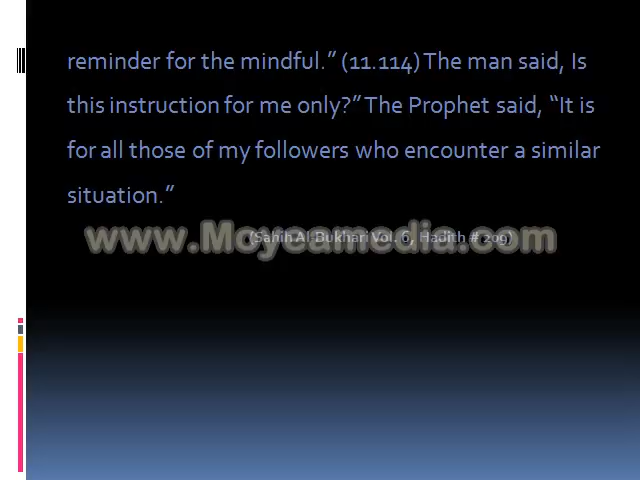 reminder for the mindful.” (11.114) The man said, Is
this instruction for me only?” The Prophet said, “It is
for all those of my followers who encounter a similar
situation.”
(Sahih Al-Bukhari Vol. 6, Hadith # 209)
www.Moyeamedia.com